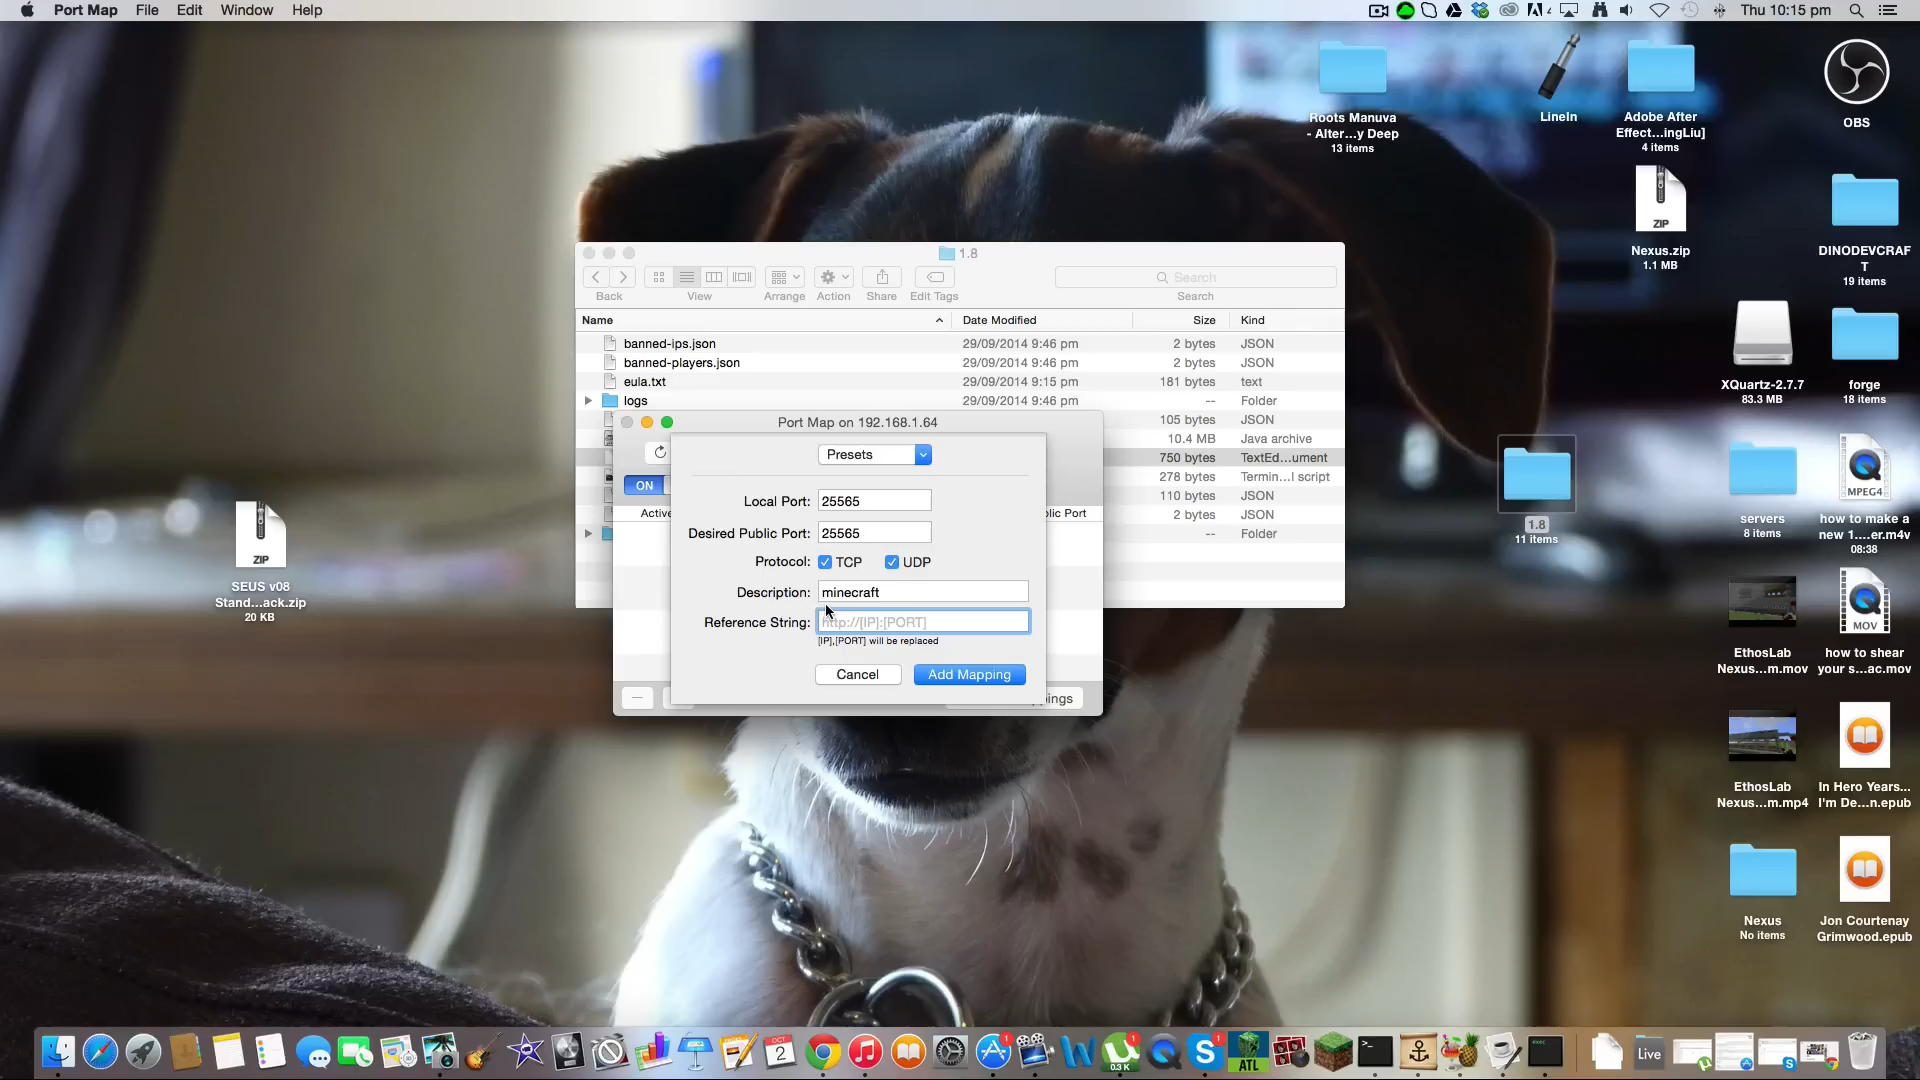 Port Map File Edit Window Help
Thu 10:15 pm
Roots Manuva
- Alter...y Deep
13 items
LineIn
Adobe After
Effect...ingLiu]
4 items
OBS
ZIP
Nexus.zip
1.1 MB
DINODEVCRAF
T
19 items
XQuartz-2.7.7
83.3 MB
forge
18 items
1.8
11 items
servers
8 items
MPEG4
how to make a
new 1....er.m4v
08:38
EthosLab
Nexus...m.mov
MOV
how to shear
your s...ac.mov
EthosLab
Nexus...m.mp4
In Hero Years...
I'm De...n.epub
Nexus
No items
Jon Courtenay
Grimwood.epub
ZIP
SEUS v08
Stand...ack.zip
20 KB
1.8
Search
Back View Arrange Action Share Edit Tags Search
Name Date Modified Size Kind
banned-ips.json 29/09/2014 9:46 pm 2 bytes JSON
banned-players.json 29/09/2014 9:46 pm 2 bytes JSON
eula.txt 29/09/2014 9:15 pm 181 bytes text
logs 29/09/2014 9:46 pm -- Folder
105 bytes JSON
10.4 MB Java archive
750 bytes TextEd...ument
278 bytes Termin...l script
110 bytes JSON
2 bytes JSON
-- Folder
Port Map on 192.168.1.64
ON
Active
lic Port
Presets
Local Port: 25565
Desired Public Port: 25565
Protocol: TCP UDP
Description: minecraft
Reference String: http://[IP]:[PORT]
[IP],[PORT] will be replaced
Cancel Add Mapping
pings
OCT
2
ATL
0.3 K
exec
Live